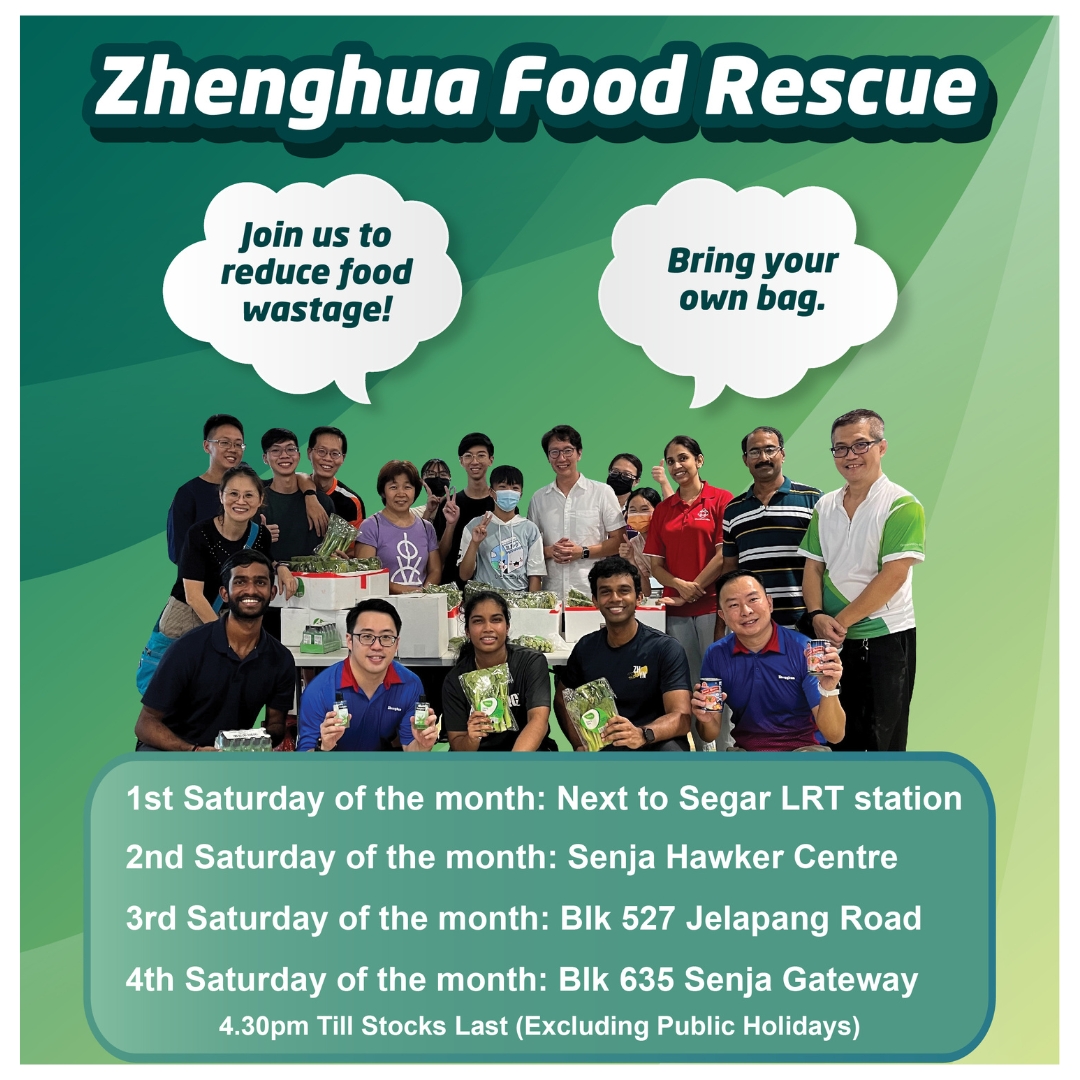 Zhenghua Food Rescue
Join us to
reduce food
wastage!
Bring your
own bag.
1st Saturday of the month: Next to Segar LRT station
2nd Saturday of the month: Senja Hawker Centre
3rd Saturday of the month: Blk 527 Jelapang Road
4th Saturday of the month: Blk 635 Senja Gateway
4.30pm Till Stocks Last (Excluding Public Holidays)